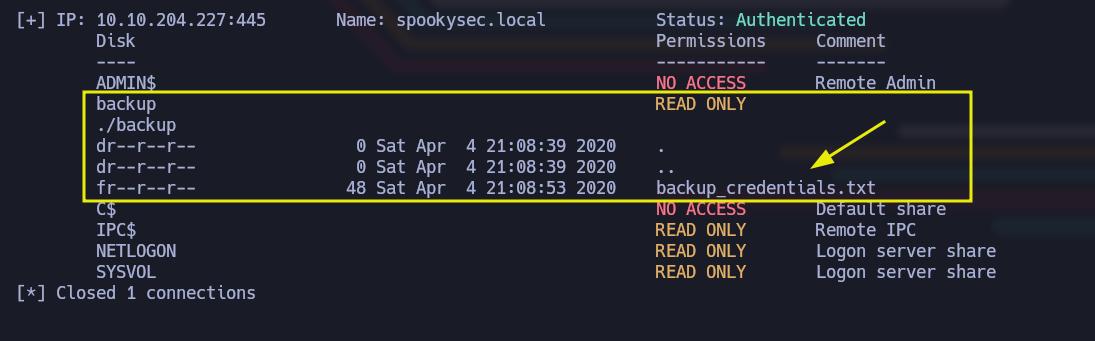 [+] IP: 10.10.204.227:445 Name: spookysec.local Status: Authenticated
Disk Permissions Comment
---- ----------- -------
ADMIN$ NO ACCESS Remote Admin
backup READ ONLY
./backup
dr--r--r-- 0 Sat Apr 4 21:08:39 2020 .
dr--r--r-- 0 Sat Apr 4 21:08:39 2020 ..
fr--r--r-- 48 Sat Apr 4 21:08:53 2020 backup_credentials.txt
C$ NO ACCESS Default share
IPC$ READ ONLY Remote IPC
NETLOGON READ ONLY Logon server share
SYSVOL READ ONLY Logon server share
[*] Closed 1 connections